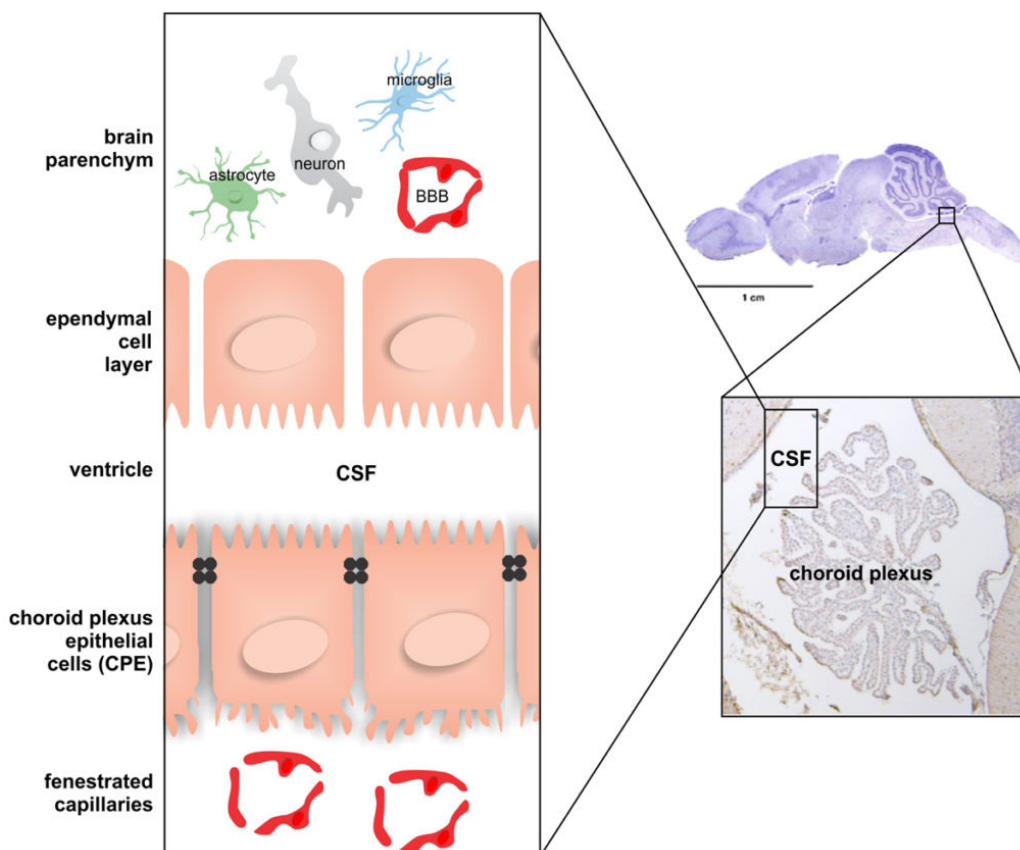 brain
parenchym
astrocyte
neuron
microglia
BBB
ependymal
cell
layer
ventricle
CSF
choroid plexus
epithelial
cells (CPE)
fenestrated
capillaries
1 cm
CSF
choroid plexus